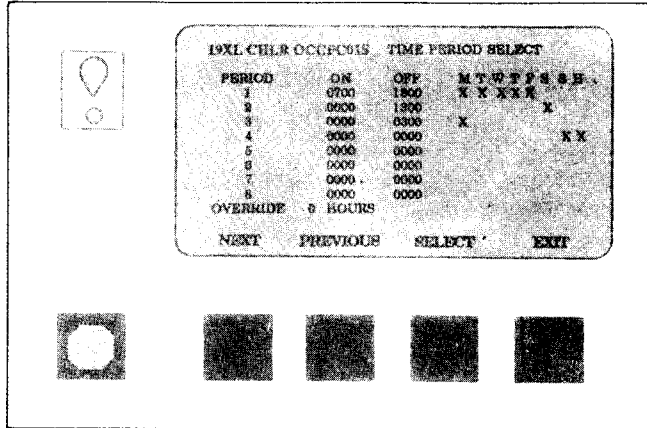 19XL CHLR OCCPC01S TIME PERIOD SELECT
PERIOD ON OFF M T W T F S S H
1 0700 1800 X X X X X
2 0600 1300 X
3 0000 0300 X
4 0000 0000 X X
5 0000 0000
6 0000 0000
7 0000 0000
8 0000 0000
OVERRIDE 0 HOURS
NEXT PREVIOUS SELECT EXIT